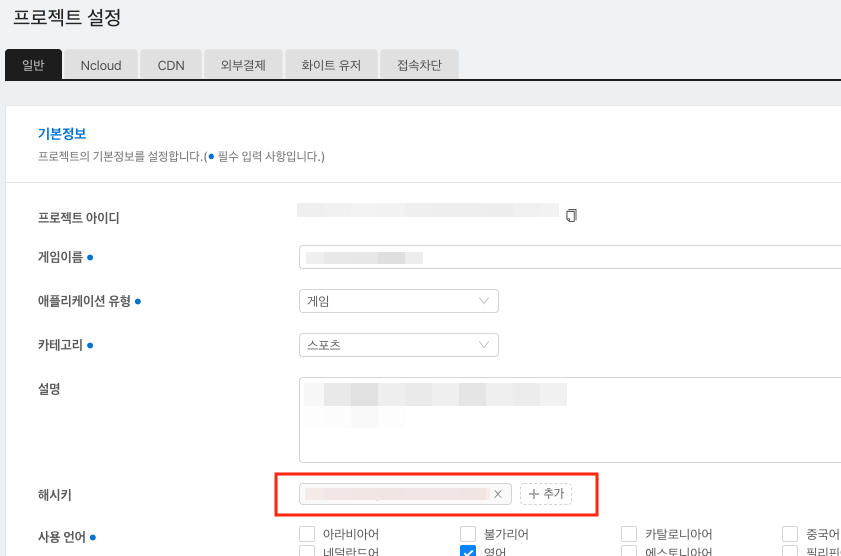 프로젝트 설정
일반 Ncloud CDN 외부결제 화이트 유저 접속차단
기본정보
프로젝트의 기본정보를 설정합니다.(● 필수 입력 사항입니다.)
프로젝트 아이디
게임이름 ●
애플리케이션 유형 ● 게임
카테고리 ● 스포츠
설명
해시키 × + 추가
사용 언어 ● 아라비아어 불가리어 카탈로니아어 중국어
네덜란드어 영어 에스토니아어 필리핀